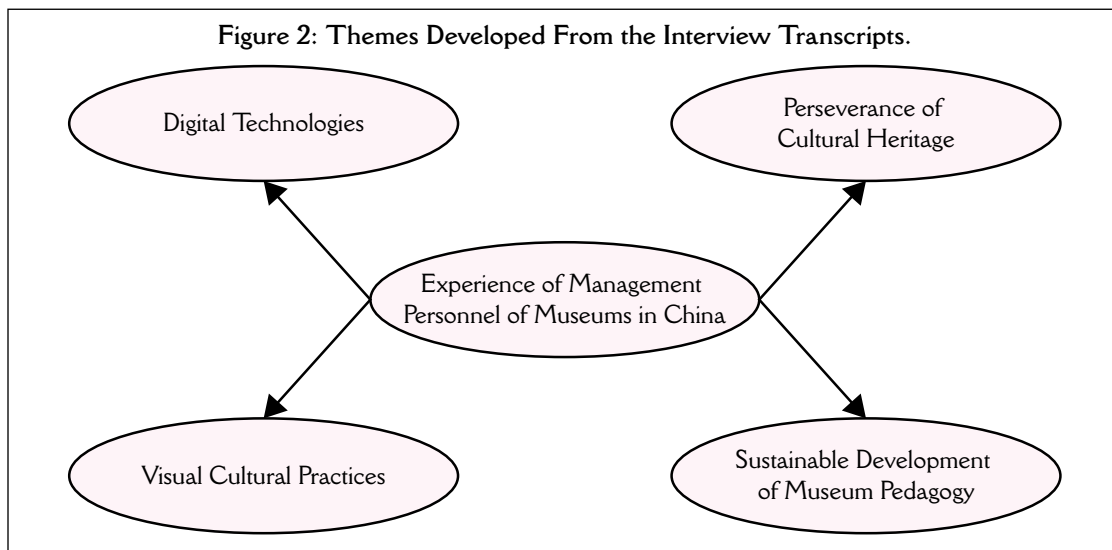 Figure 2: Themes Developed From the Interview Transcripts.
Digital Technologies
Perseverance of
Cultural Heritage
Experience of Management
Personnel of Museums in China
Visual Cultural Practices
Sustainable Development
of Museum Pedagogy